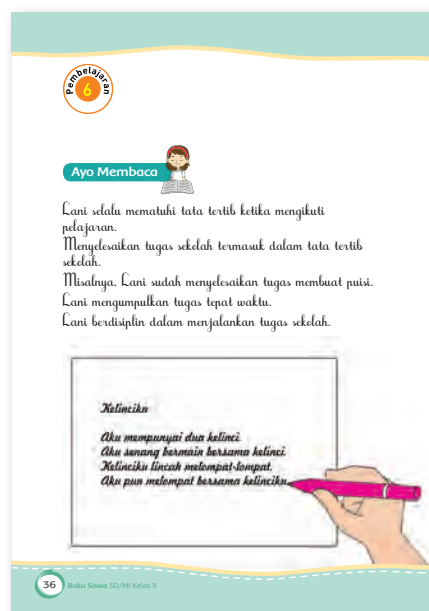 Pembelajaran
6
Ayo Membaca
Lani selalu mematuhi tata tertib ketika mengikuti
pelajaran.
Menyelesaikan tugas sekolah termasuk dalam tata tertib
sekolah.
Misalnya, Lani sudah menyelesaikan tugas membuat puisi.
Lani mengumpulkan tugas tepat waktu.
Lani berdisiplin dalam menjalankan tugas sekolah.
Kelinciku
Aku mempunyai dua kelinci.
Aku senang bermain bersama kelinci.
Kelinciku lincah melompat-lompat.
Aku pun melompat bersama kelinciku.
36
Buku Siswa SD/MI Kelas II